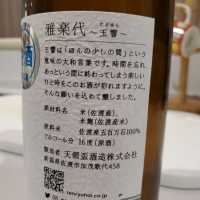 雅楽代
～玉響～
たまゆら
玉響は「ほんの少しの間」という
意味の大和言葉です。時間を忘れ、
あっという間に終わってしまう楽しい
ひと時をこのお酒が彩れますように。
そんな願いを込めて醸しました。
原材料名 米(佐渡産)、
米麹(佐渡産米)
原料米 佐渡産五百万石100%
アルコール分 16度(原酒)
製造者 天領盃酒造株式会社
新潟県佐渡市加茂歌代458
tenryohai.co.jp
酒